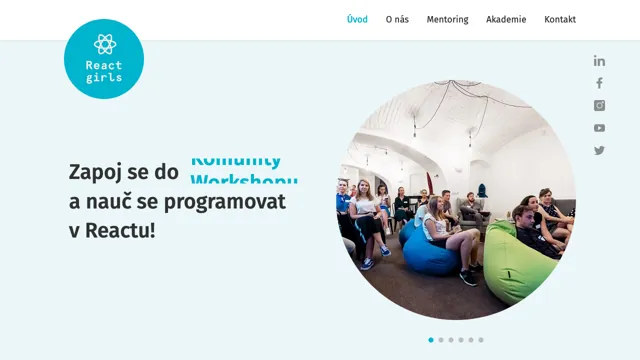 Úvod
O nás
Mentoring
Akademie
Kontakt
React
girls
Zapoj se do
Komunity
Workshopu
a nauč se programovat
v Reactu!